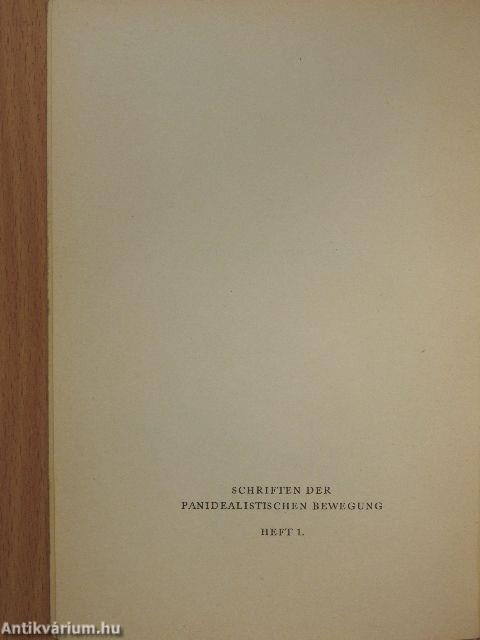 SCHRIFTEN DER
PANIDEALISTISCHEN BEWEGUNG
HEFT 1.
Antikvárium.hu